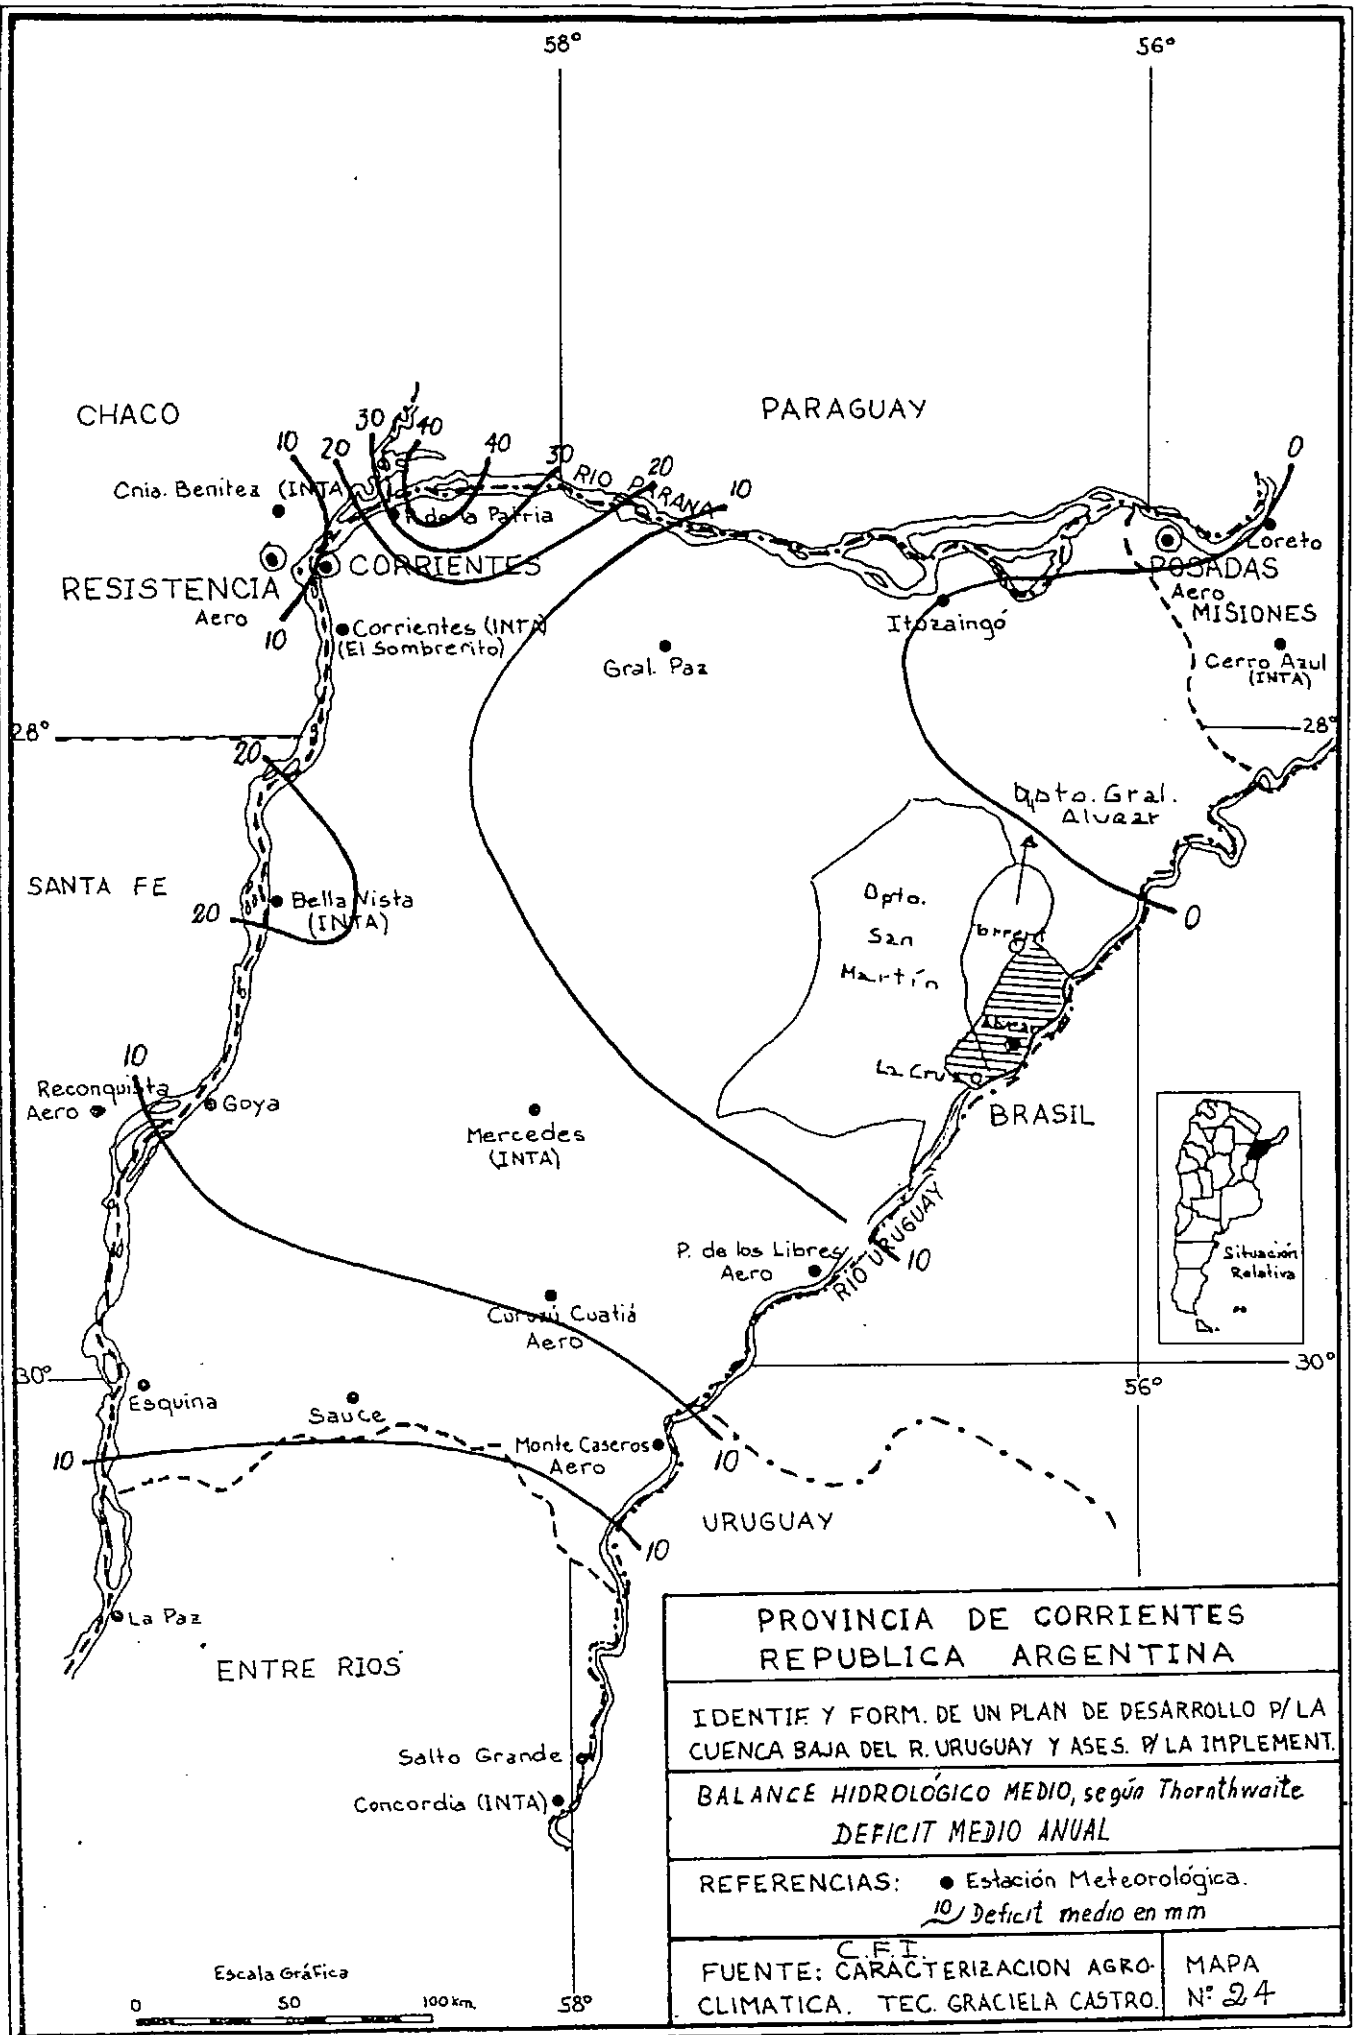 58°
56°
CHACO
PARAGUAY
10
20
30
40
40
30
20
10
0
RIO PARANA
Cnia. Benitez (INTA)
P. de la Patria
CORRIENTES
RESISTENCIA
Aero
10
Corrientes (INTA)
(El Sombrerito)
Gral. Paz
Itozaingó
Loreto
POSADAS
Aero
MISIONES
Cerro Azul
(INTA)
28°
28°
20
SANTA FE
20
Bella Vista
(INTA)
Dpto. Gral.
Alvear
Dpto.
San
Martín
0
La Cruz
BRASIL
10
Reconquista
Aero
Goya
Mercedes
(INTA)
RÍO URUGUAY
10
P. de los Libres
Aero
Situación
Relativa
Curuzú Cuatiá
Aero
30°
30°
56°
Esquina
Sauce
10
Monte Caseros
Aero
10
10
URUGUAY
La Paz
ENTRE RIOS
Salto Grande
Concordia (INTA)
58°
Escala Gráfica
0 50 100 km.
PROVINCIA DE CORRIENTES
REPUBLICA ARGENTINA
IDENTIF. Y FORM. DE UN PLAN DE DESARROLLO P/ LA
CUENCA BAJA DEL R. URUGUAY Y ASES. P/ LA IMPLEMENT.
BALANCE HIDROLÓGICO MEDIO, según Thornthwaite
DEFICIT MEDIO ANUAL
REFERENCIAS: Estación Meteorológica.
10 Deficit medio en mm
C.F.I.
FUENTE: CARACTERIZACION AGRO-
CLIMATICA. TEC. GRACIELA CASTRO.
MAPA
Nº 24